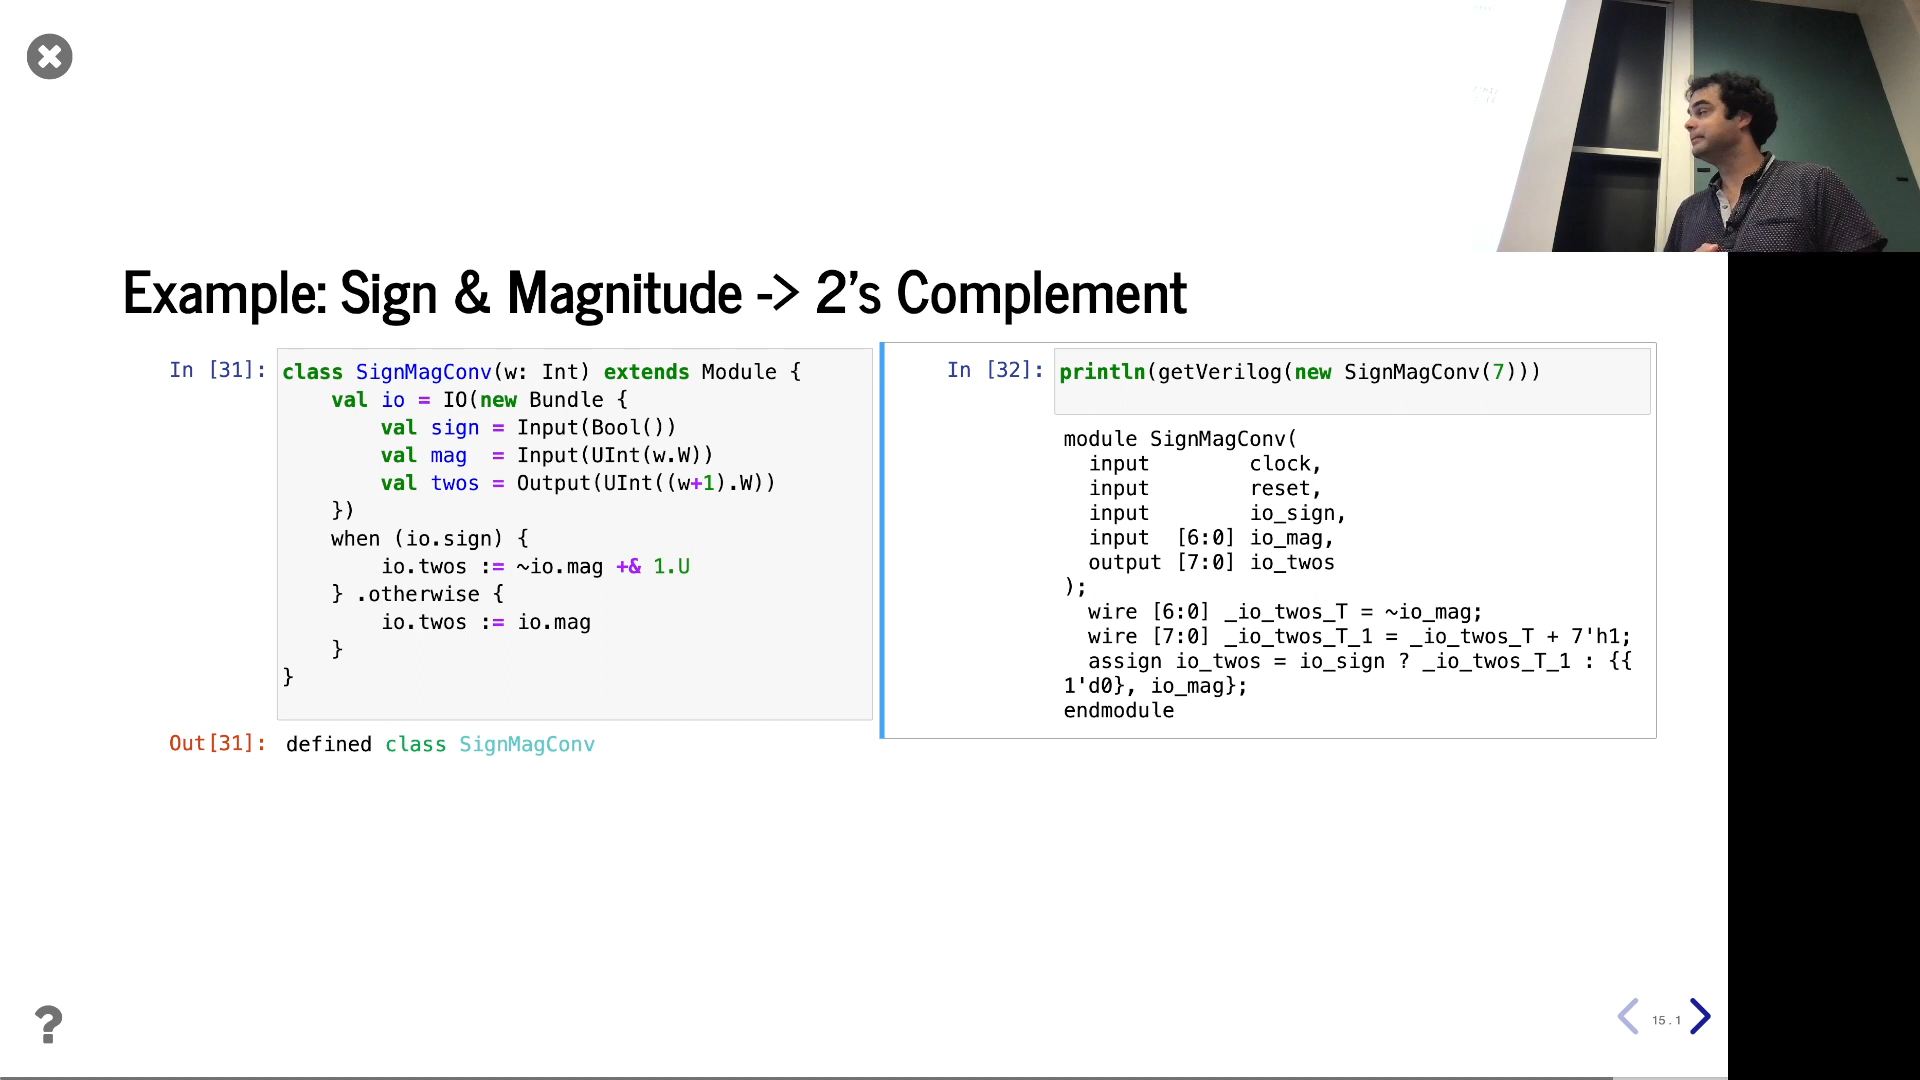 Example: Sign & Magnitude -> 2's Complement
In [31]:
class SignMagConv(w: Int) extends Module {
    val io = IO(new Bundle {
        val sign = Input(Bool())
        val mag  = Input(UInt(w.W))
        val twos = Output(UInt((w+1).W))
    })
    when (io.sign) {
        io.twos := ~io.mag +& 1.U
    } .otherwise {
        io.twos := io.mag
    }
}
Out[31]: defined class SignMagConv
In [32]: println(getVerilog(new SignMagConv(7)))
module SignMagConv(
  input        clock,
  input        reset,
  input        io_sign,
  input  [6:0] io_mag,
  output [7:0] io_twos
);
  wire [6:0] _io_twos_T = ~io_mag;
  wire [7:0] _io_twos_T_1 = _io_twos_T + 7'h1;
  assign io_twos = io_sign ? _io_twos_T_1 : {{
1'd0}, io_mag};
endmodule
15.1